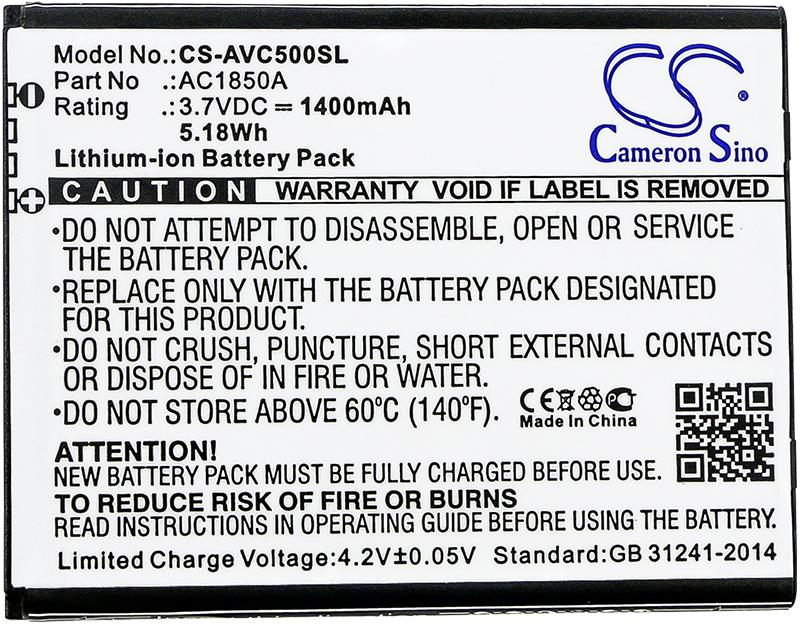 Model No.:CS-AVC500SL
Part No .:AC1850A
Rating .:3.7VDC ⎓ 1400mAh
5.18Wh
Lithium-ion Battery Pack
CS
Cameron Sino
CAUTION WARRANTY VOID IF LABEL IS REMOVED
•DO NOT ATTEMPT TO DISASSEMBLE, OPEN OR SERVICE
THE BATTERY PACK.
•REPLACE ONLY WITH THE BATTERY PACK DESIGNATED
FOR THIS PRODUCT
•DO NOT CRUSH, PUNCTURE, SHORT EXTERNAL CONTACTS
OR DISPOSE OF IN FIRE OR WATER.
•DO NOT STORE ABOVE 60°C (140°F).
CE
Made In China
ATTENTION!
NEW BATTERY PACK MUST BE FULLY CHARGED BEFORE USE.
TO REDUCE RISK OF FIRE OR BURNS
READ INSTRUCTIONS IN OPERATING GUIDE OF THE BATTERY.
Limited Charge Voltage:4.2V±0.05V Standard:GB 31241-2014